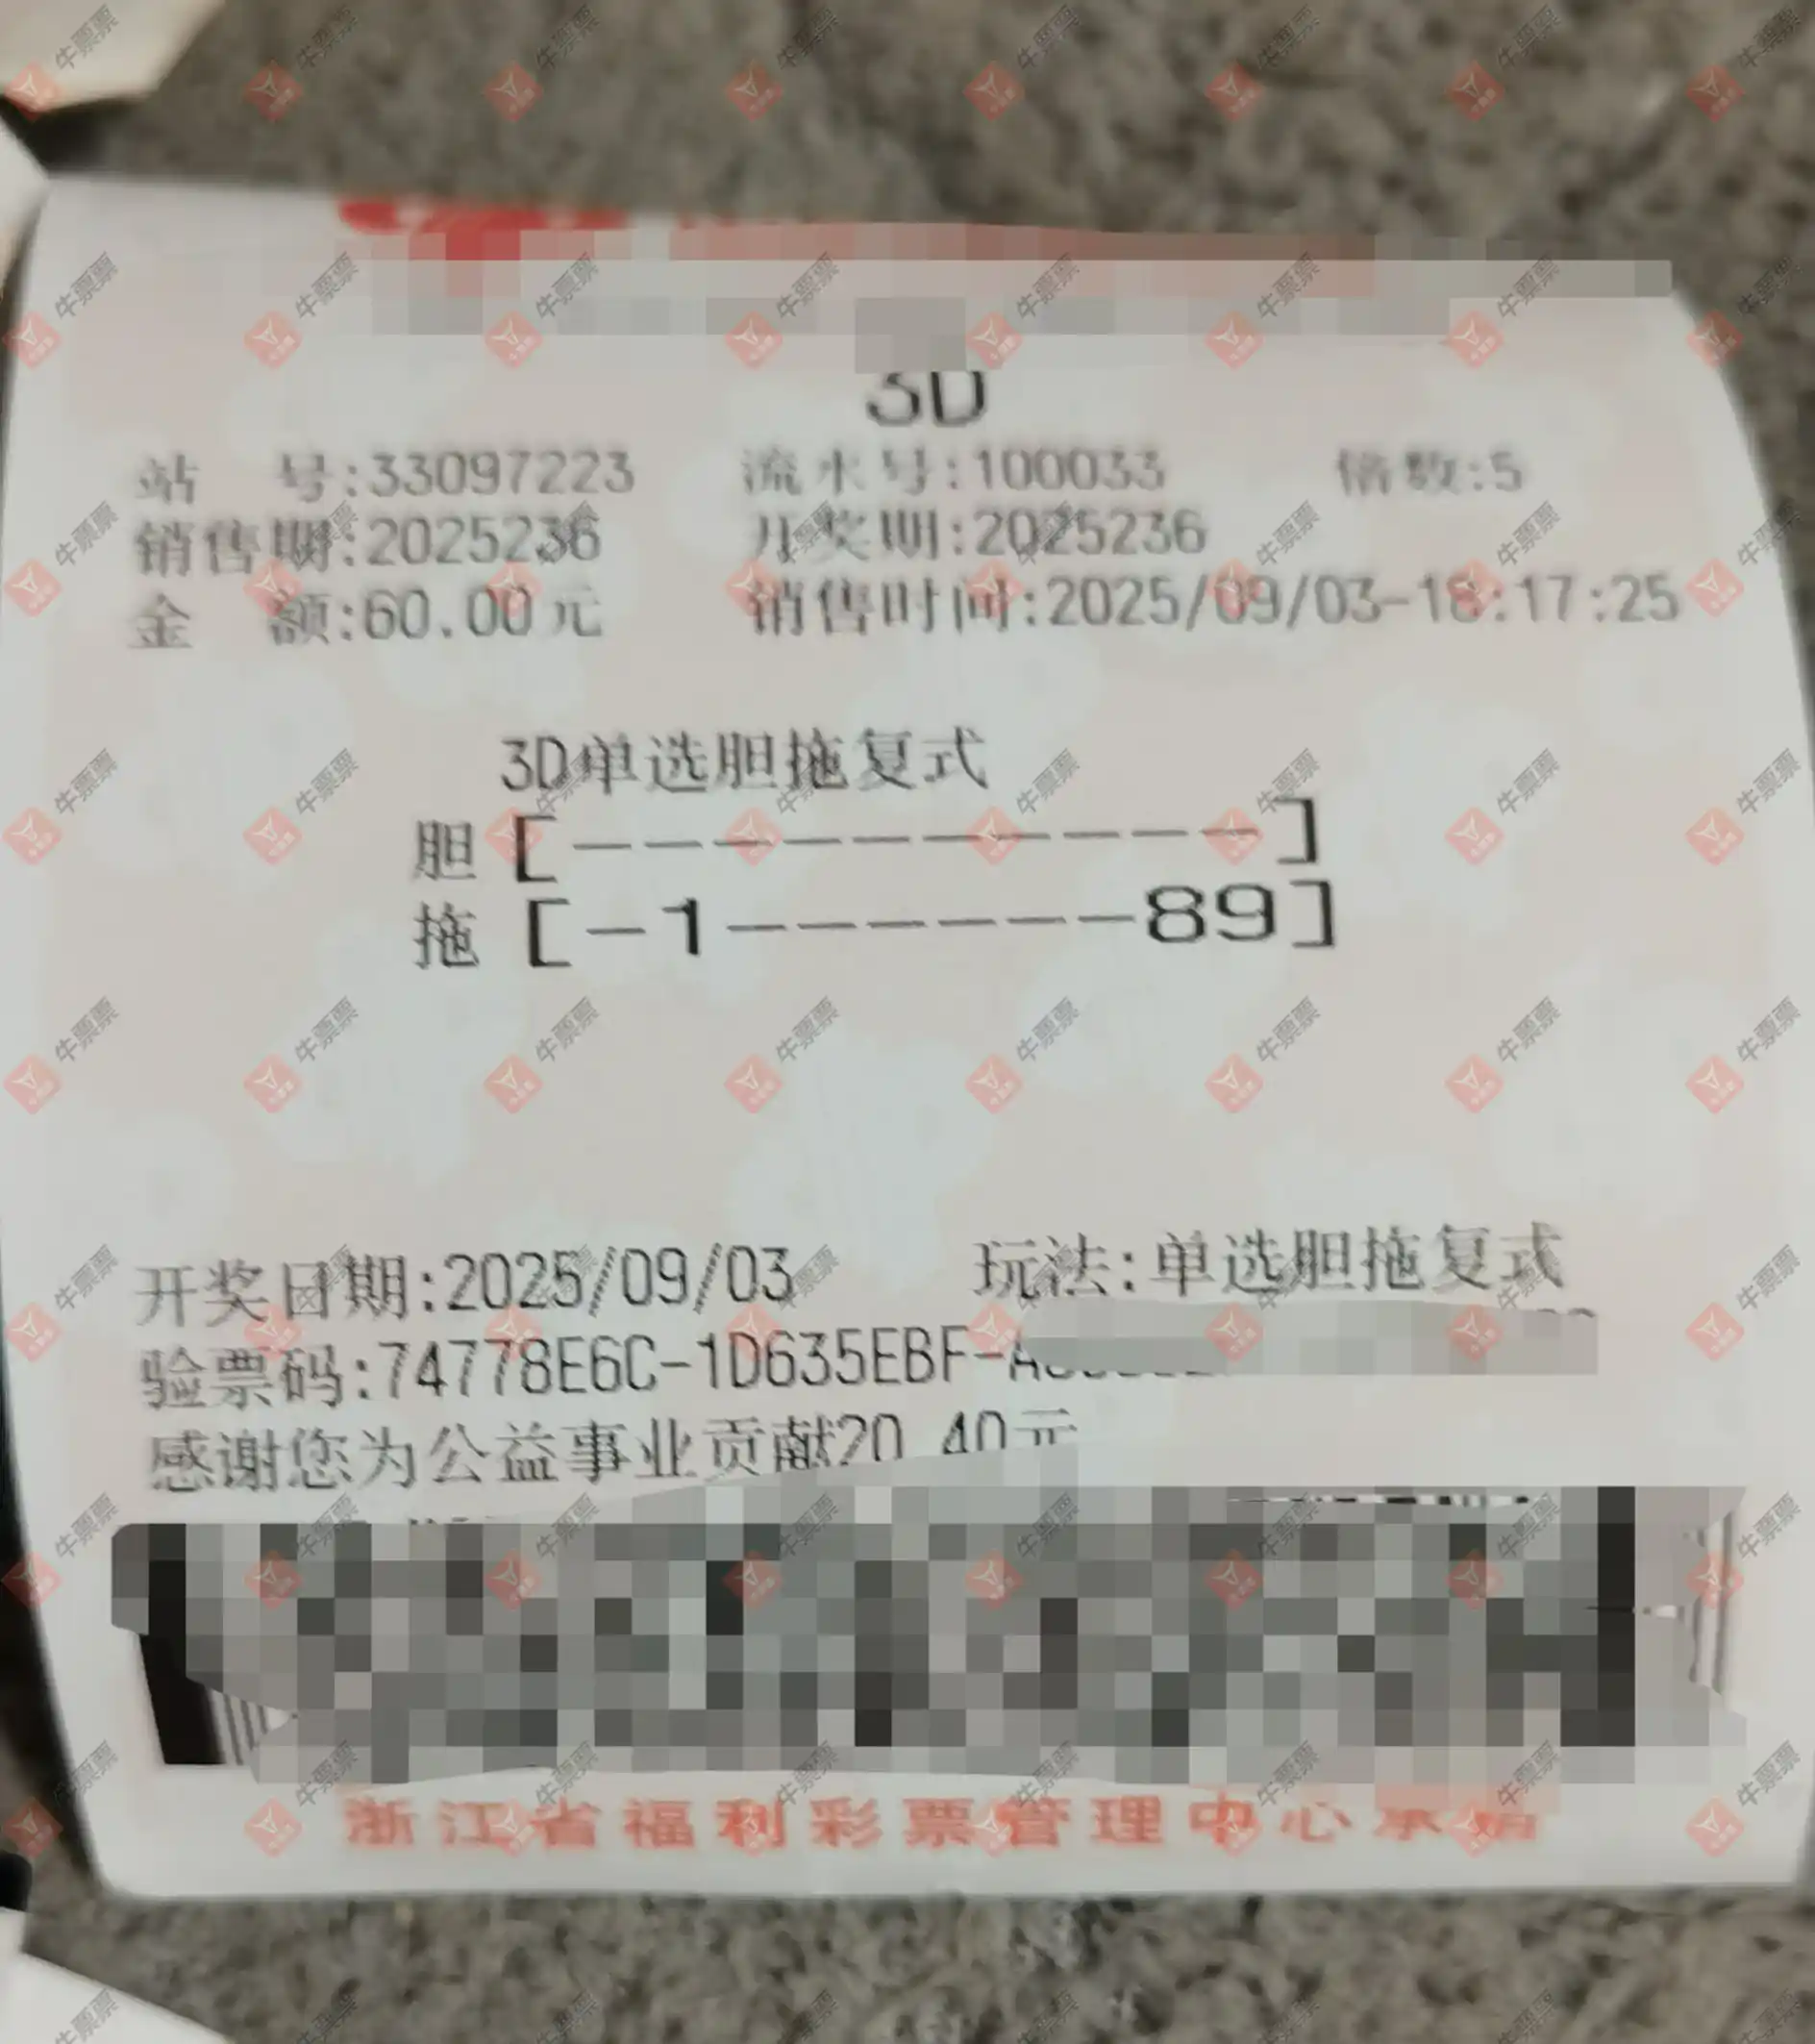 3D
站 号:33097223 流水号:100033 倍数:5
销售期:2025236 开奖期:2025236
金 额:60.00元 销售时间:2025/09/03-18:17:25
3D单选胆拖复式
胆 [----------]
拖 [-1------89]
开奖日期:2025/09/03 玩法:单选胆拖复式
验票码:74778E6C-1D635EBF-A
感谢您为公益事业贡献20.40元
浙江省福利彩票管理中心承销
牛票票